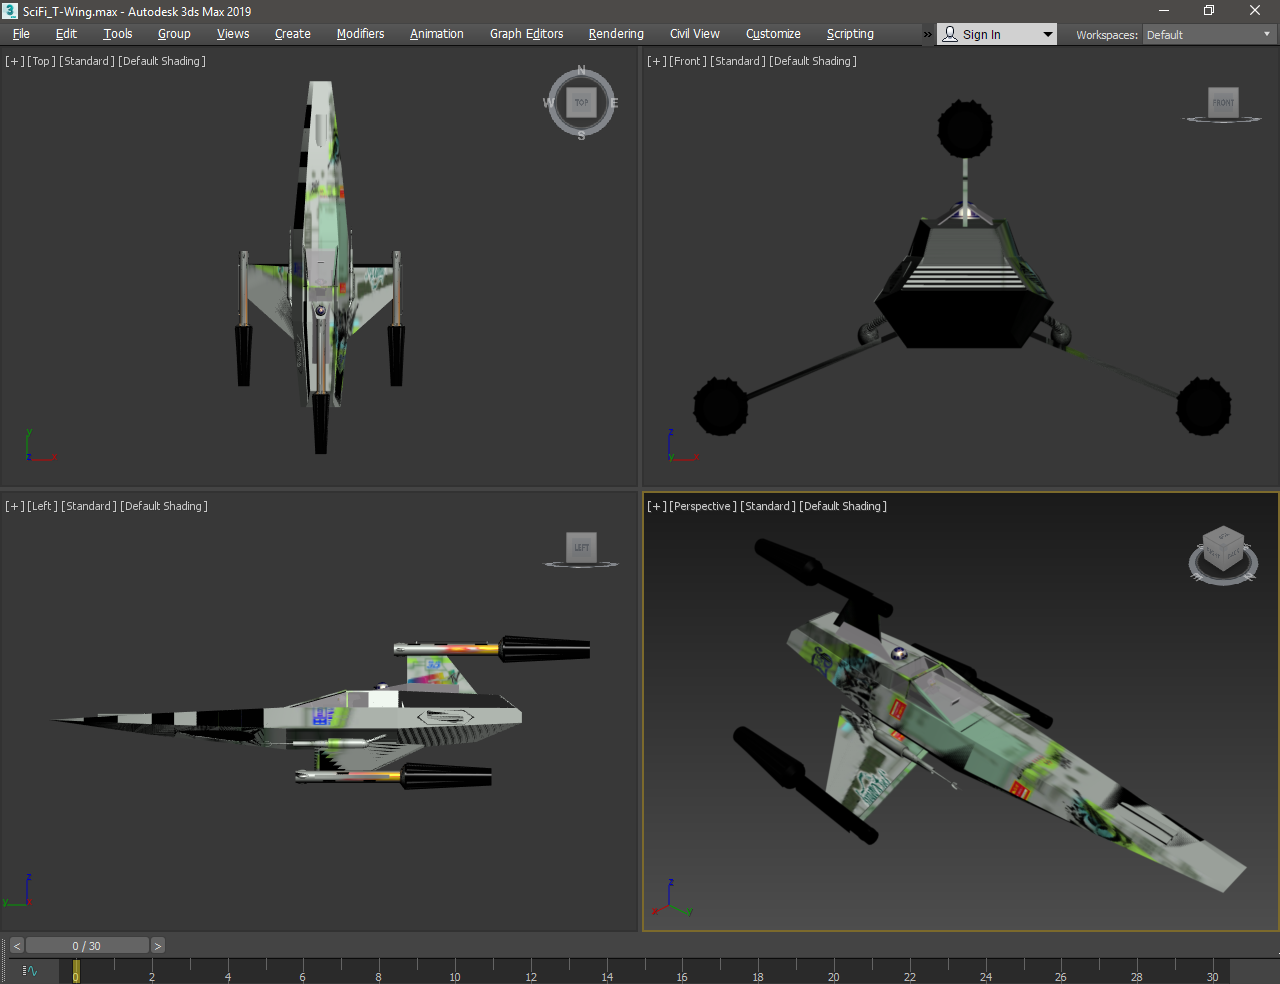 SciFi_T-Wing.max - Autodesk 3ds Max 2019
File Edit Tools Group Views Create Modifiers Animation Graph Editors Rendering Civil View Customize Scripting » Sign In Workspaces: Default
[+] [Top] [Standard] [Default Shading]
N
W TOP E
S
y
z x
[+] [Front] [Standard] [Default Shading]
FRONT
z
y x
[+] [Left] [Standard] [Default Shading]
LEFT
z
y x
[+] [Perspective] [Standard] [Default Shading]
z
x y
< 0 / 30 >
0 2 4 6 8 10 12 14 16 18 20 22 24 26 28 30